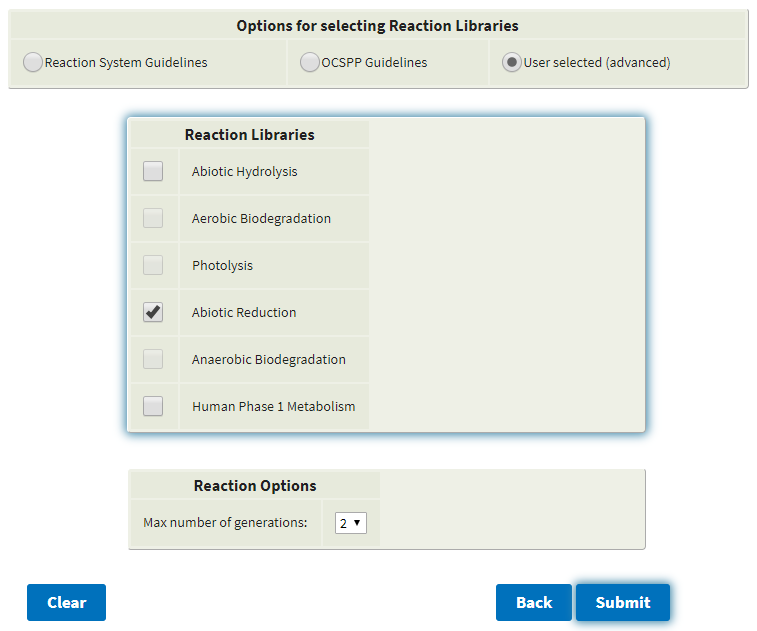 Options for selecting Reaction Libraries
Reaction System Guidelines
OCSPP Guidelines
User selected (advanced)
Reaction Libraries
Abiotic Hydrolysis
Aerobic Biodegradation
Photolysis
Abiotic Reduction
Anaerobic Biodegradation
Human Phase 1 Metabolism
Reaction Options
Max number of generations: 2
Clear
Back
Submit